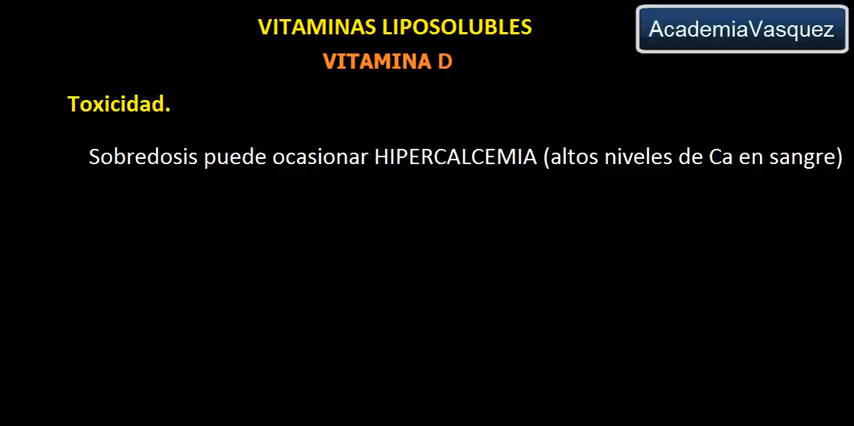 VITAMINAS LIPOSOLUBLES
AcademiaVasquez
VITAMINA D
Toxicidad.
Sobredosis puede ocasionar HIPERCALCEMIA (altos niveles de Ca en sangre)